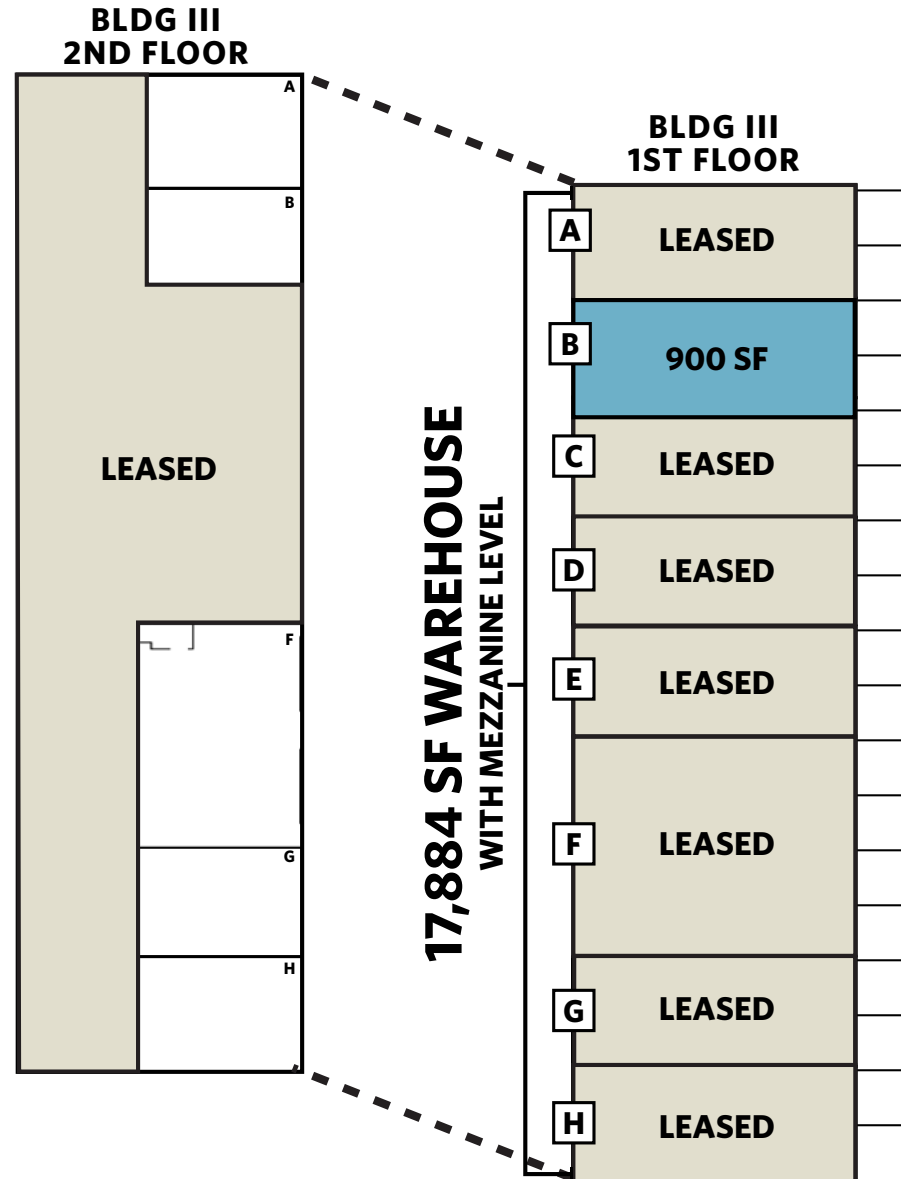 BLDG III
2ND FLOOR
A
B
LEASED
F
G
H
17,884 SF WAREHOUSE
WITH MEZZANINE LEVEL
BLDG III
1ST FLOOR
A
LEASED
B
900 SF
C
LEASED
D
LEASED
E
LEASED
F
LEASED
G
LEASED
H
LEASED